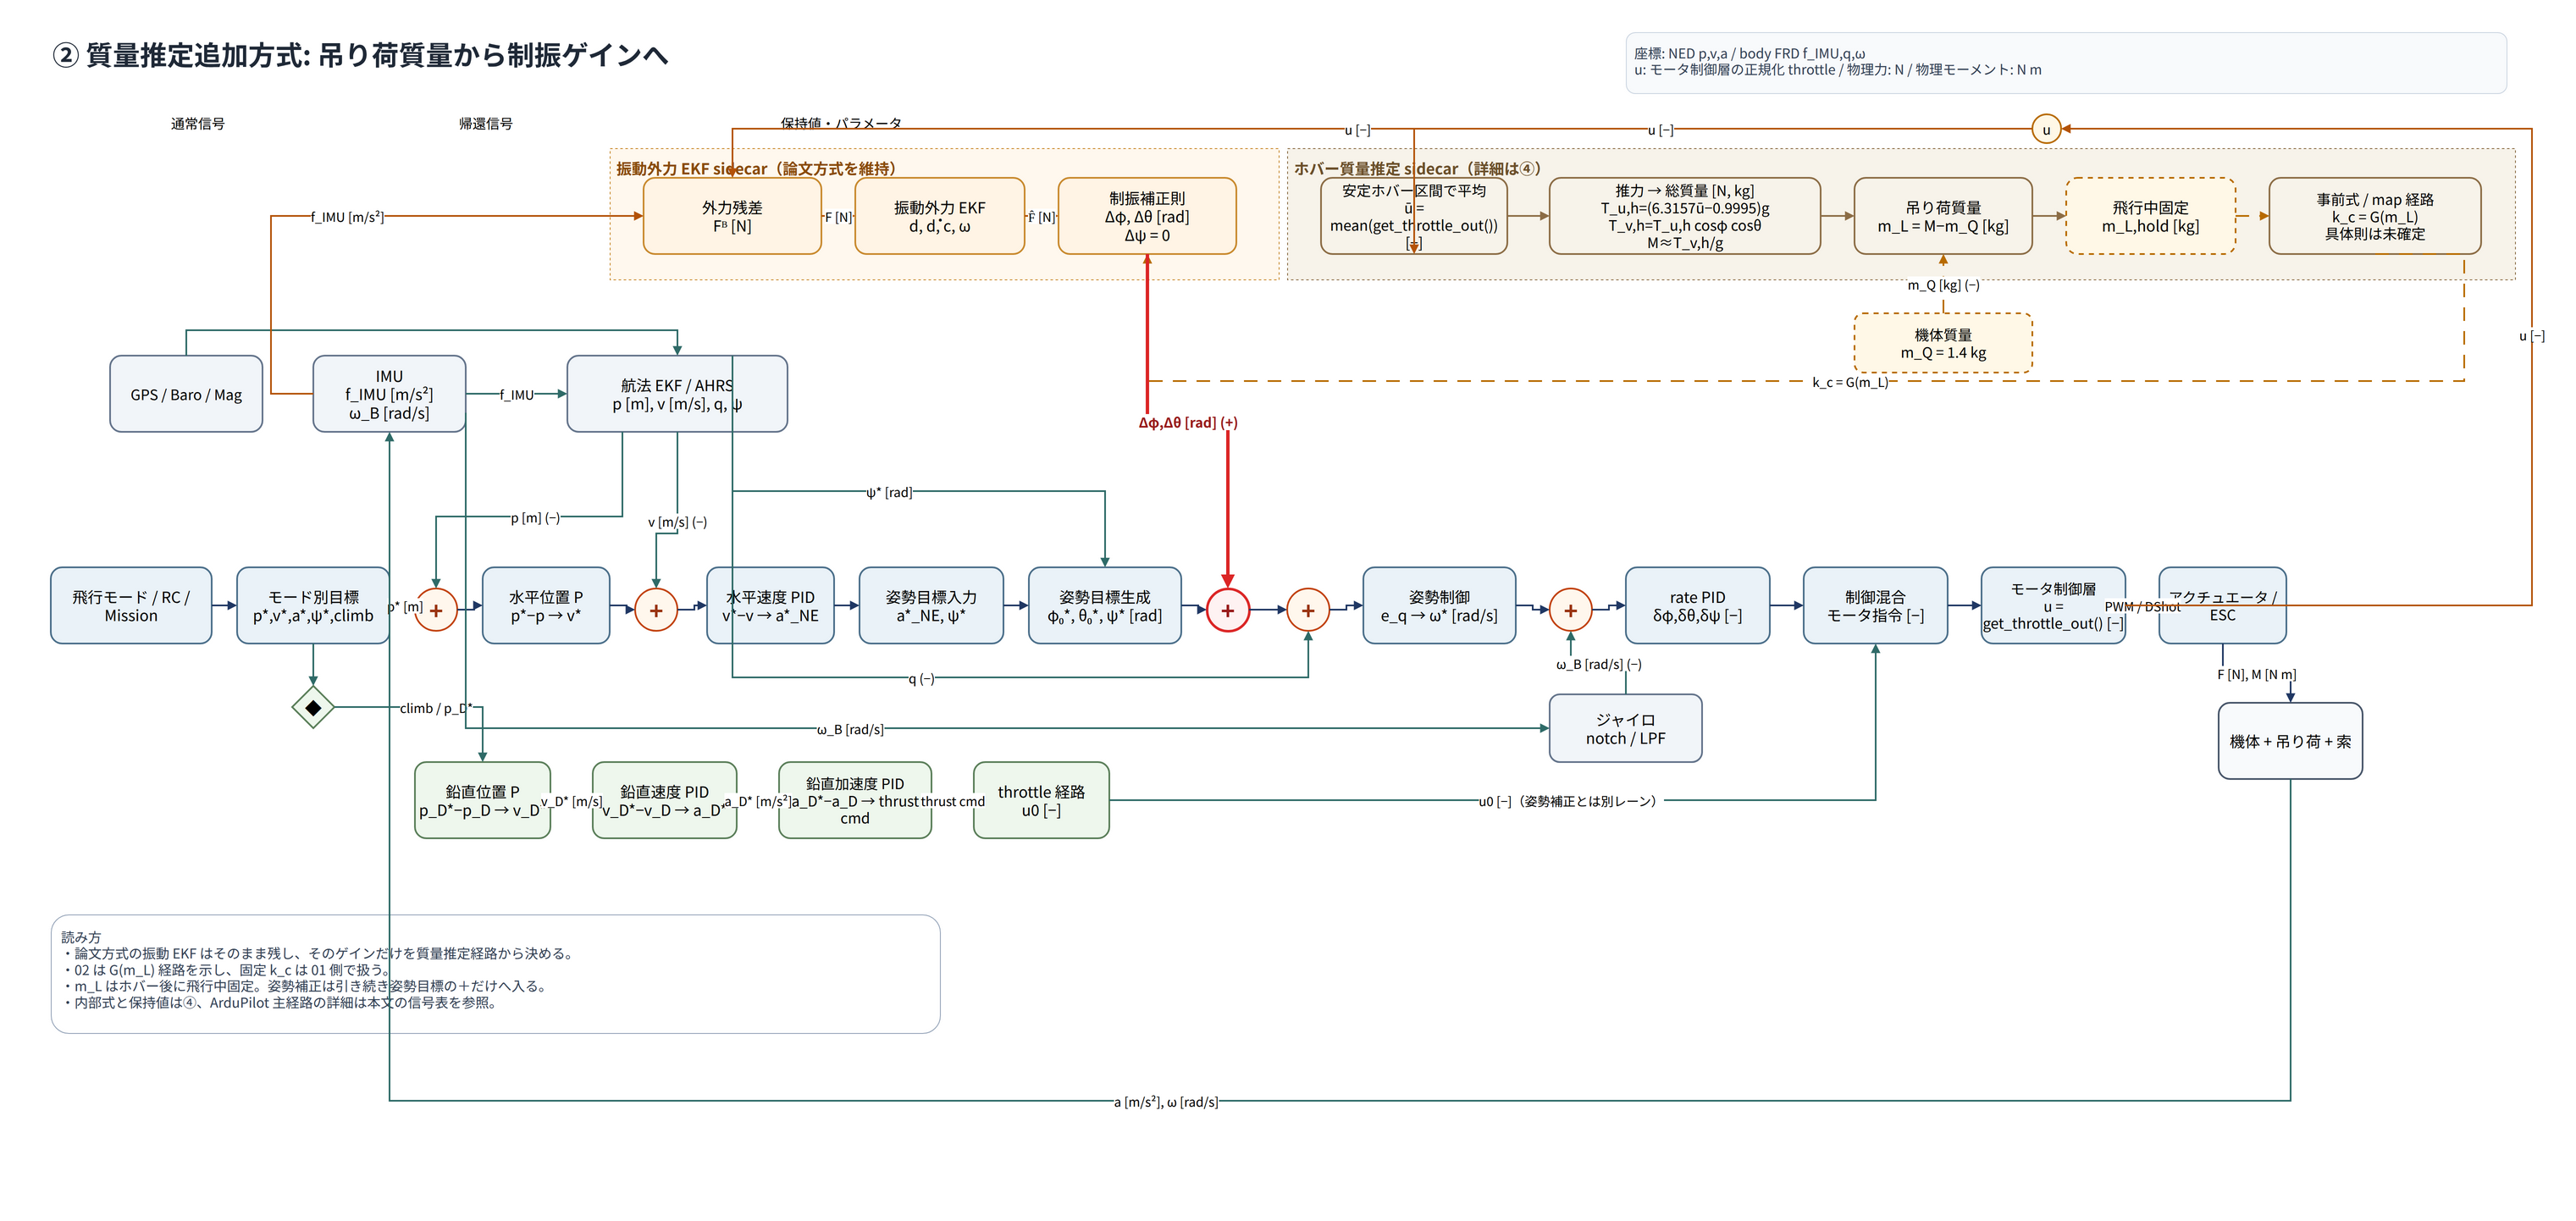 ② 質量推定追加方式: 吊り荷質量から制振ゲインへ
座標: NED p,v,a / body FRD f_IMU,q,ω
u: モータ制御層の正規化 throttle / 物理力: N / 物理モーメント: N m
通常信号
帰還信号
保持値・パラメータ
u [−]
u [−]
u
振動外力 EKF sidecar（論文方式を維持）
ホバー質量推定 sidecar（詳細は④）
f_IMU [m/s²]
外力残差
Fᴮ [N]
F [N]
振動外力 EKF
d, ḋ, c, ω
F̂ [N]
制振補正則
Δφ, Δθ [rad]
Δψ = 0
安定ホバー区間で平均
ū =
mean(get_throttle_out())
[−]
推力 → 総質量 [N, kg]
T_u,h=(6.3157ū−0.9995)g
T_v,h=T_u,h cosφ cosθ
M≈T_v,h/g
吊り荷質量
m_L = M−m_Q [kg]
飛行中固定
m_L,hold [kg]
事前式 / map 経路
k_c = G(m_L)
具体則は未確定
m_Q [kg] (−)
機体質量
m_Q = 1.4 kg
u [−]
k_c = G(m_L)
GPS / Baro / Mag
IMU
f_IMU [m/s²]
ω_B [rad/s]
f_IMU
航法 EKF / AHRS
p [m], v [m/s], q, ψ
Δφ,Δθ [rad] (+)
ψ* [rad]
p [m] (−)
v [m/s] (−)
飛行モード / RC /
Mission
モード別目標
p*,v*,a*,ψ*,climb
p* [m]
+
水平位置 P
p*−p → v*
+
水平速度 PID
v*−v → a*_NE
姿勢目標入力
a*_NE, ψ*
姿勢目標生成
φ₀*, θ₀*, ψ* [rad]
+
+
姿勢制御
e_q → ω* [rad/s]
+
rate PID
δφ,δθ,δψ [−]
制御混合
モータ指令 [−]
モータ制御層
u =
get_throttle_out() [−]
PWM / DShot
アクチュエータ /
ESC
ω_B [rad/s] (−)
q (−)
F [N], M [N m]
◆
climb / p_D*
ω_B [rad/s]
ジャイロ
notch / LPF
機体 + 吊り荷 + 索
鉛直位置 P
p_D*−p_D → v_D*
v_D* [m/s]
鉛直速度 PID
v_D*−v_D → a_D*
a_D* [m/s²]
鉛直加速度 PID
a_D*−a_D → thrust
cmd
thrust cmd
throttle 経路
u0 [−]
u0 [−]（姿勢補正とは別レーン）
読み方
・論文方式の振動 EKF はそのまま残し、そのゲインだけを質量推定経路から決める。
・02 は G(m_L) 経路を示し、固定 k_c は 01 側で扱う。
・m_L はホバー後に飛行中固定。姿勢補正は引き続き姿勢目標の＋だけへ入る。
・内部式と保持値は④、ArduPilot 主経路の詳細は本文の信号表を参照。
a [m/s²], ω [rad/s]